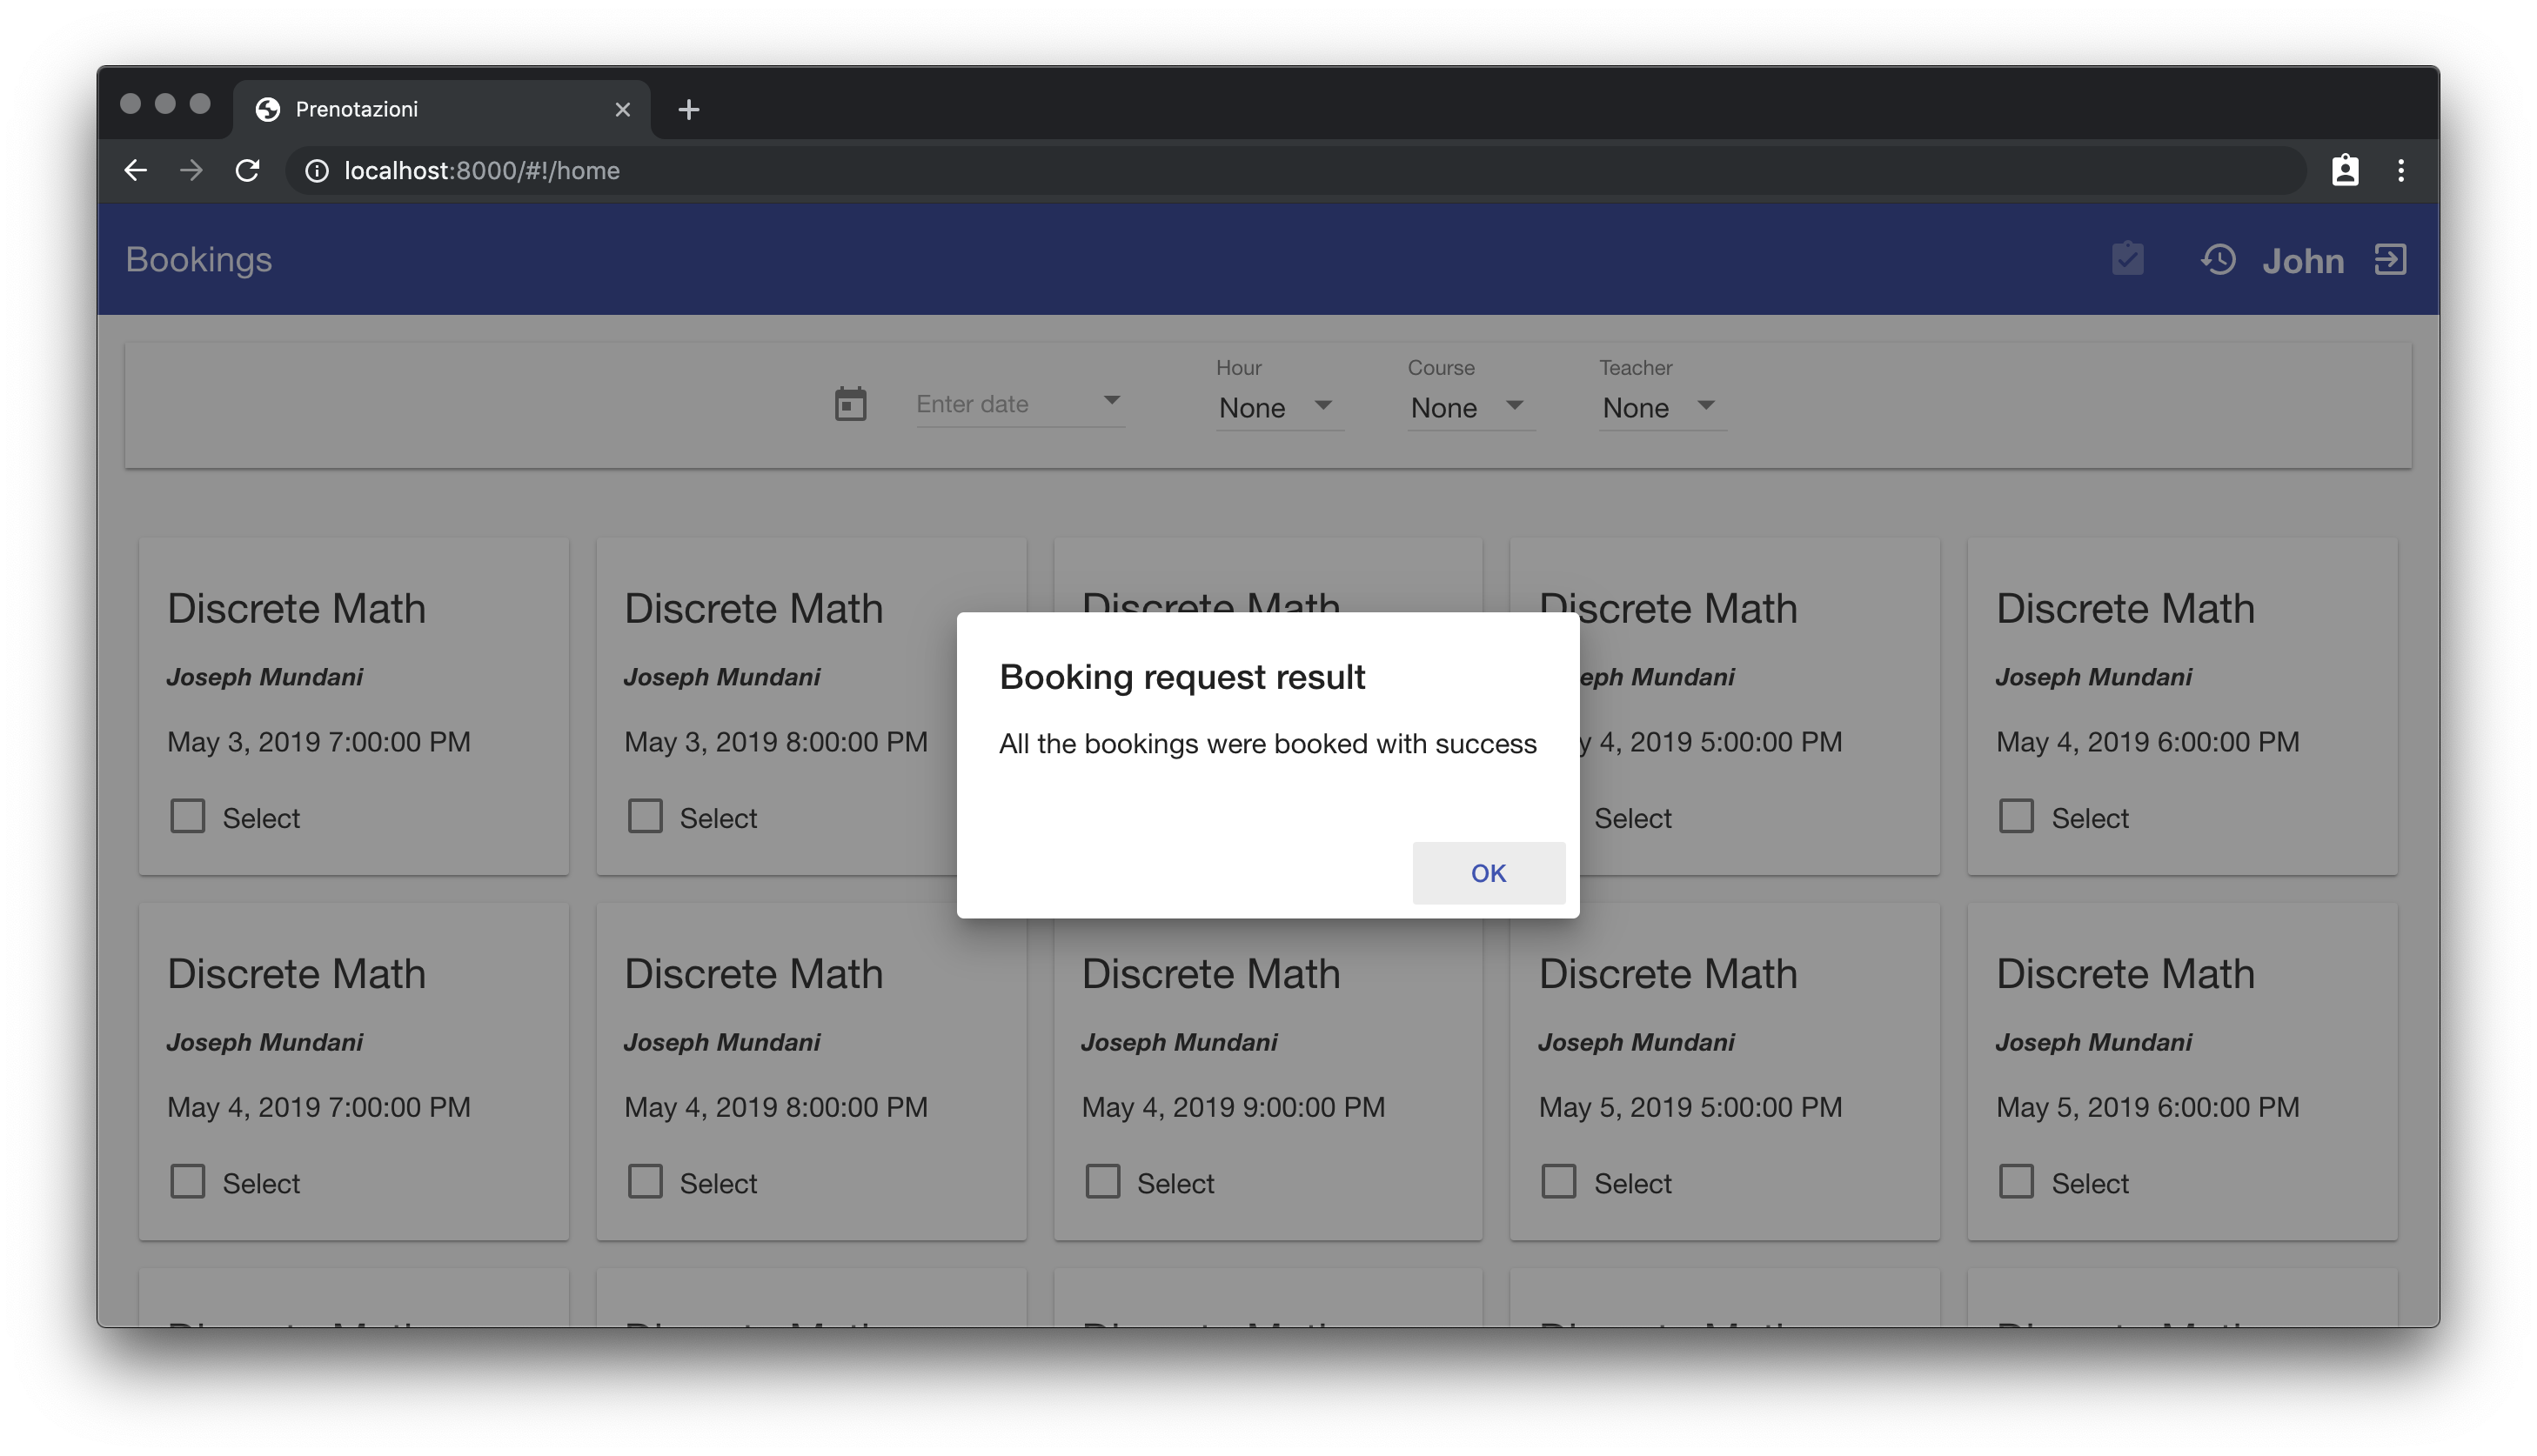 Prenotazioni
localhost:8000/#!/home
Bookings
John
Enter date
Hour
None
Course
None
Teacher
None
Discrete Math
Joseph Mundani
May 3, 2019 7:00:00 PM
Select
Discrete Math
Joseph Mundani
May 3, 2019 8:00:00 PM
Select
Discrete Math
Booking request result
All the bookings were booked with success
OK
Discrete Math
eph Mundani
y 4, 2019 5:00:00 PM
Select
Discrete Math
Joseph Mundani
May 4, 2019 6:00:00 PM
Select
Discrete Math
Joseph Mundani
May 4, 2019 7:00:00 PM
Select
Discrete Math
Joseph Mundani
May 4, 2019 8:00:00 PM
Select
Discrete Math
Joseph Mundani
May 4, 2019 9:00:00 PM
Select
Discrete Math
Joseph Mundani
May 5, 2019 5:00:00 PM
Select
Discrete Math
Joseph Mundani
May 5, 2019 6:00:00 PM
Select